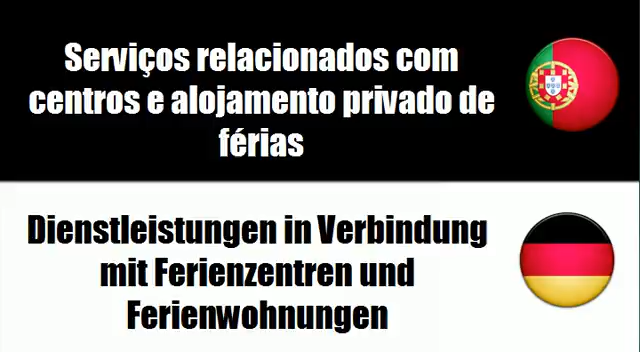 Serviços relacionados com
centros e alojamento privado de
férias
Dienstleistungen in Verbindung
mit Ferienzentren und
Ferienwohnungen